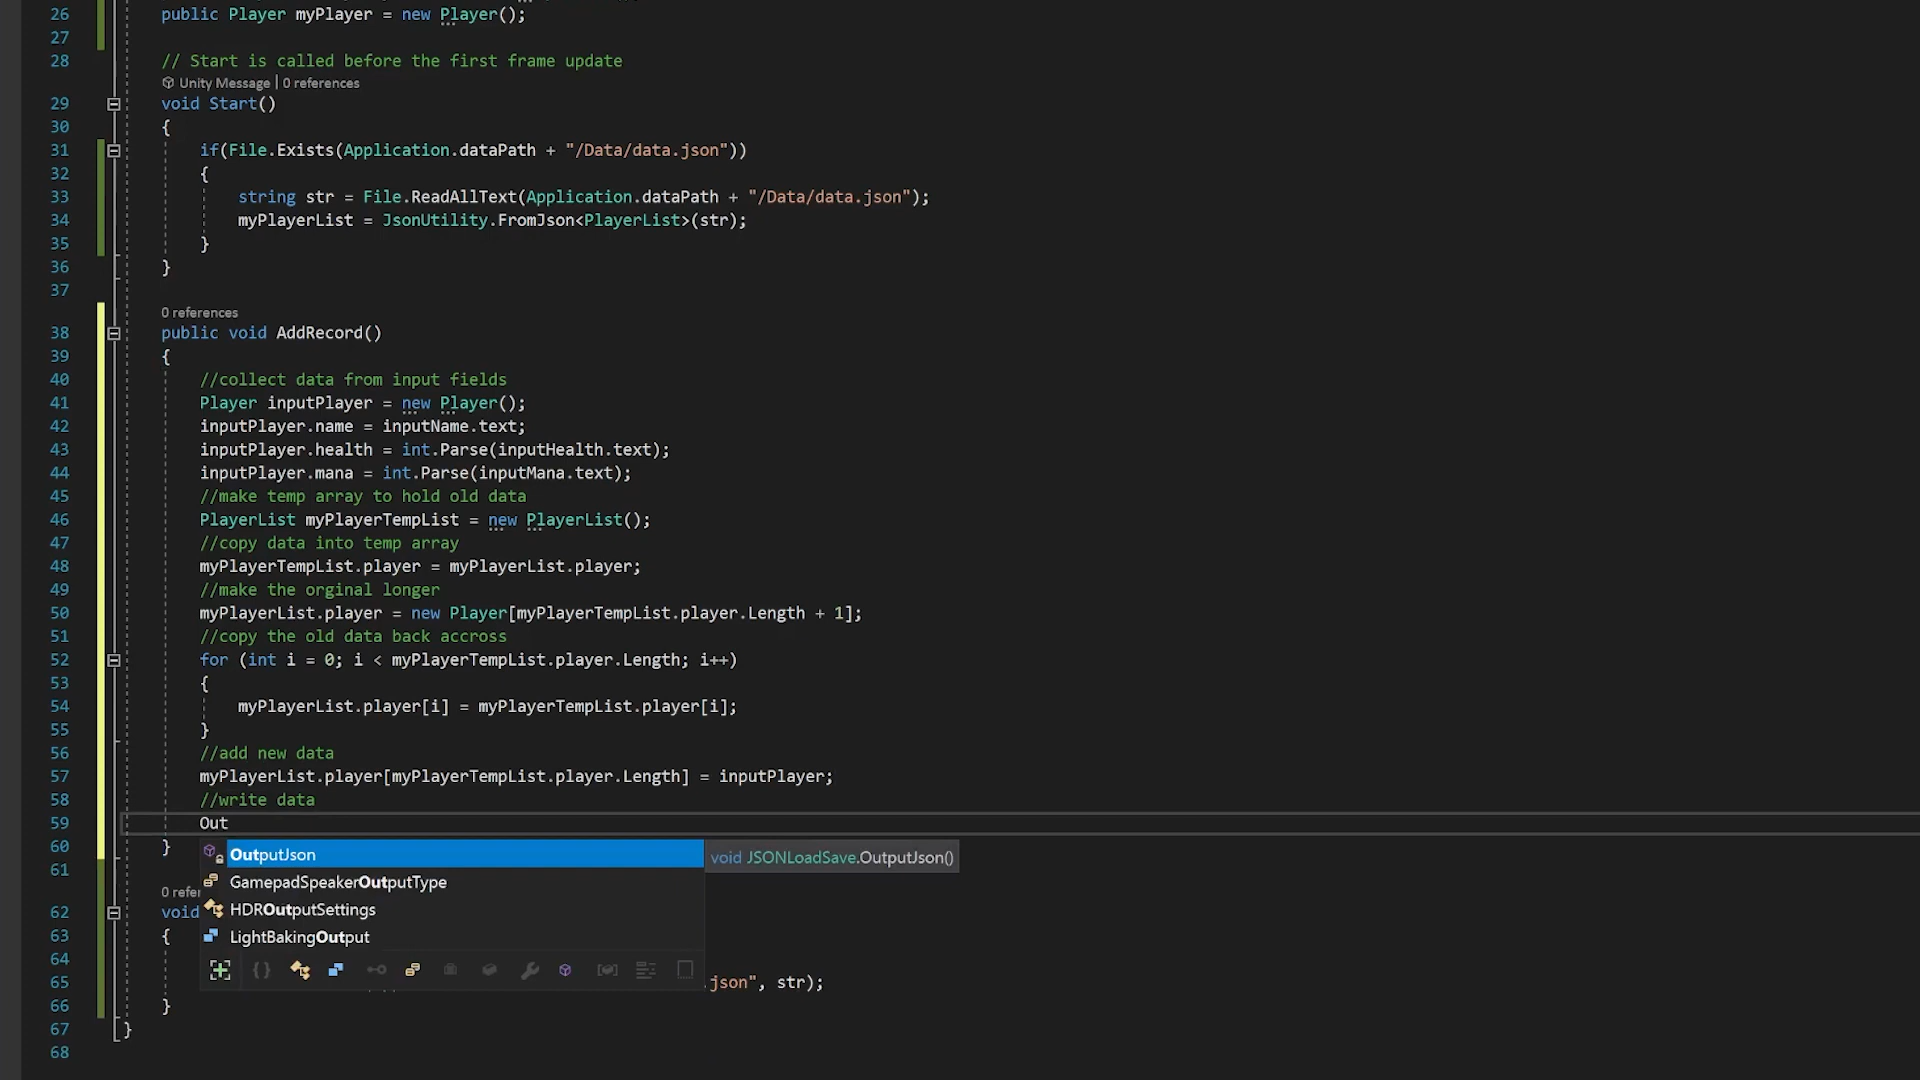 26 public Player myPlayer = new Player();
27
28 // Start is called before the first frame update
Unity Message | 0 references
29 void Start()
30 {
31 if(File.Exists(Application.dataPath + "/Data/data.json"))
32 {
33 string str = File.ReadAllText(Application.dataPath + "/Data/data.json");
34 myPlayerList = JsonUtility.FromJson<PlayerList>(str);
35 }
36 }
37
0 references
38 public void AddRecord()
39 {
40 //collect data from input fields
41 Player inputPlayer = new Player();
42 inputPlayer.name = inputName.text;
43 inputPlayer.health = int.Parse(inputHealth.text);
44 inputPlayer.mana = int.Parse(inputMana.text);
45 //make temp array to hold old data
46 PlayerList myPlayerTempList = new PlayerList();
47 //copy data into temp array
48 myPlayerTempList.player = myPlayerList.player;
49 //make the orginal longer
50 myPlayerList.player = new Player[myPlayerTempList.player.Length + 1];
51 //copy the old data back accross
52 for (int i = 0; i < myPlayerTempList.player.Length; i++)
53 {
54 myPlayerList.player[i] = myPlayerTempList.player[i];
55 }
56 //add new data
57 myPlayerList.player[myPlayerTempList.player.Length] = inputPlayer;
58 //write data
59 Out
60 }
OutputJson void JSONLoadSave.OutputJson()
61
GamepadSpeakerOutputType
0 refer
62 void
HDROutputSettings
63 {
LightBakingOutput
64
65 .json", str);
66 }
67 }
68